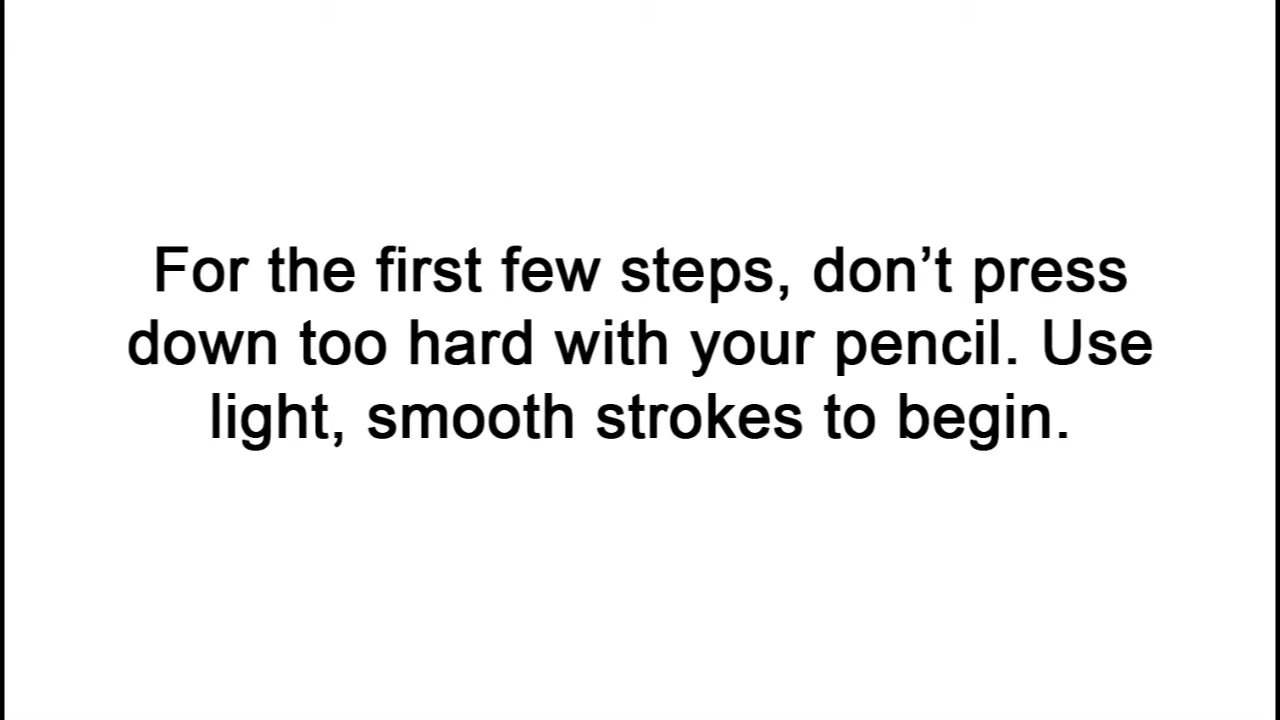 For the first few steps, don’t press
down too hard with your pencil. Use
light, smooth strokes to begin.